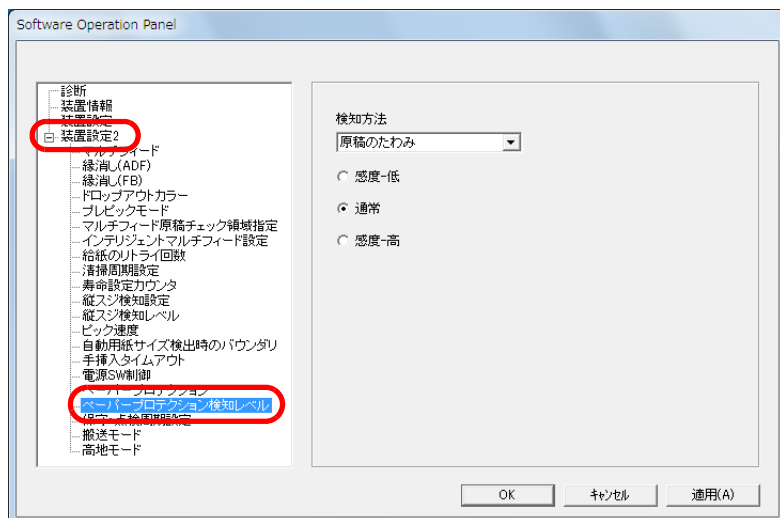 Software Operation Panel
診断
装置情報
装置設定
装置設定2
マルチフィード
縁消し(ADF)
縁消し(FB)
ドロップアウトカラー
プレピックモード
マルチフィード原稿チェック領域指定
インテリジェントマルチフィード設定
給紙のリトライ回数
清掃周期設定
寿命設定カウンタ
縦スジ検知設定
縦スジ検知レベル
ピック速度
自動用紙サイズ検出時のバウンダリ
手挿入タイムアウト
電源SW制御
ペーパープロテクション
ペーパープロテクション検知レベル
保守・点検周期設定
搬送モード
高地モード
検知方法
原稿のたわみ
感度-低
通常
感度-高
OK
キャンセル
適用(A)